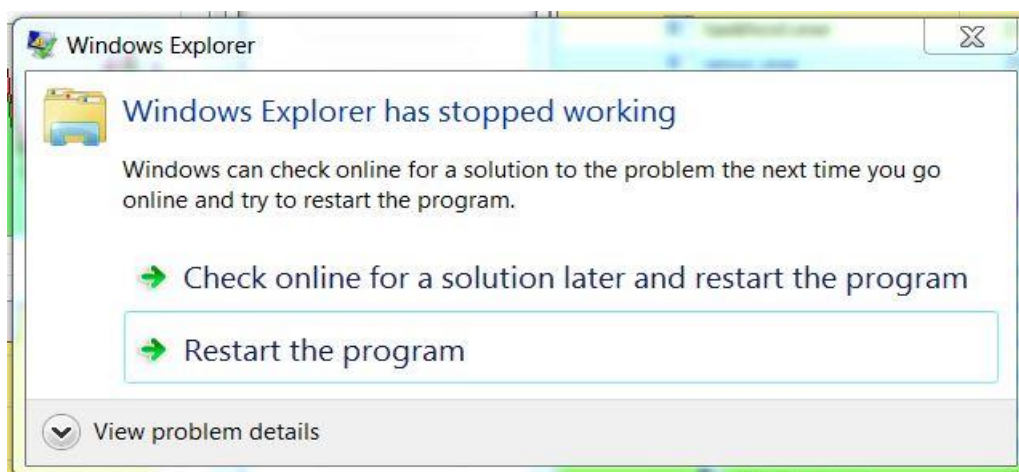 Windows Explorer
Windows Explorer has stopped working
Windows can check online for a solution to the problem the next time you go
online and try to restart the program.
Check online for a solution later and restart the program
Restart the program
View problem details